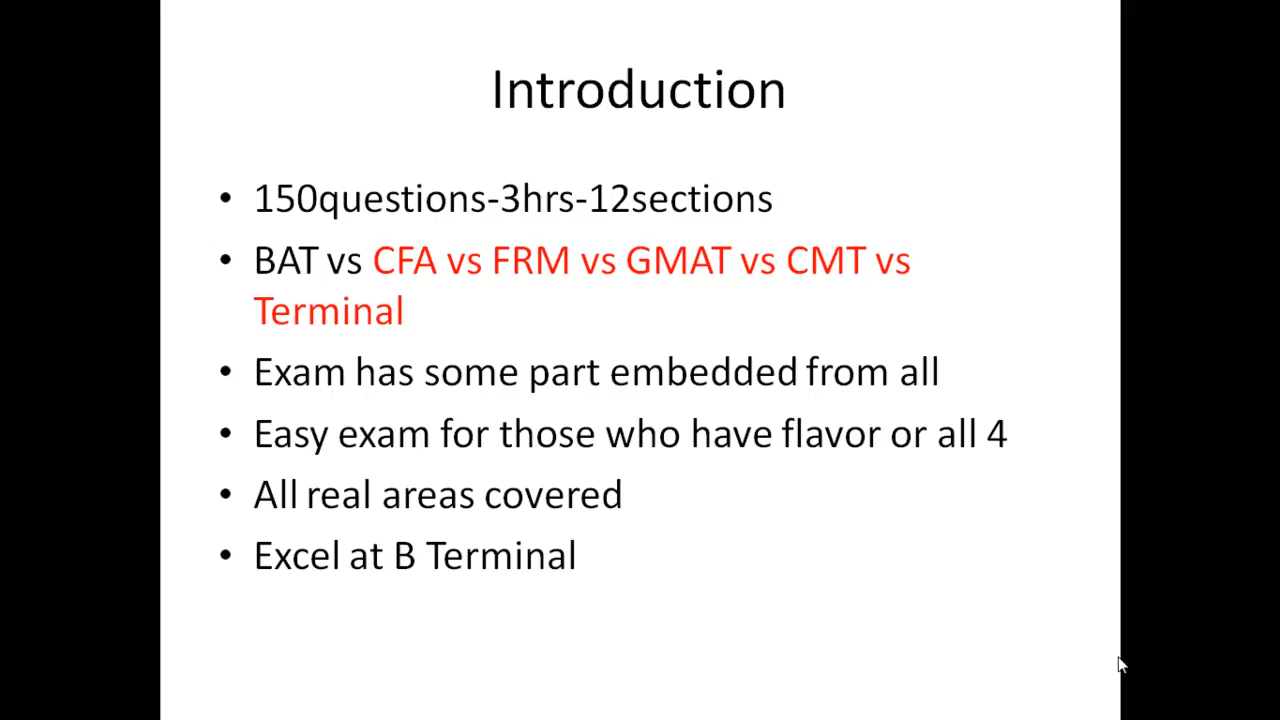 Introduction
• 150questions-3hrs-12sections
• BAT vs CFA vs FRM vs GMAT vs CMT vs
Terminal
• Exam has some part embedded from all
• Easy exam for those who have flavor or all 4
• All real areas covered
• Excel at B Terminal